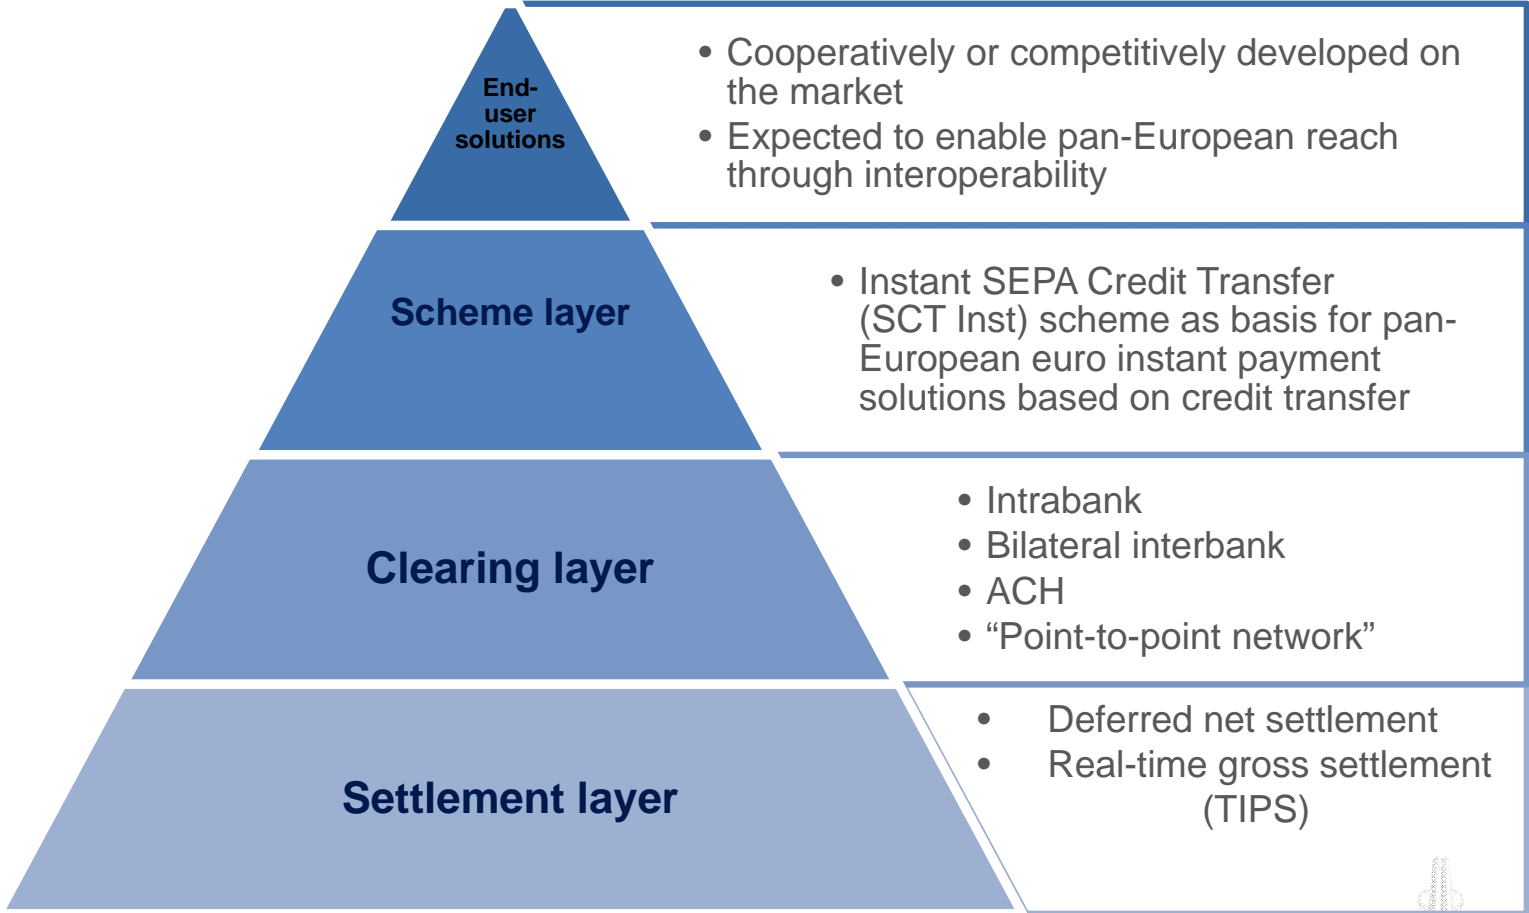 End-
user
solutions
• Cooperatively or competitively developed on
the market
• Expected to enable pan-European reach
through interoperability
Scheme layer
• Instant SEPA Credit Transfer
(SCT Inst) scheme as basis for pan-
European euro instant payment
solutions based on credit transfer
Clearing layer
• Intrabank
• Bilateral interbank
• ACH
• “Point-to-point network”
Settlement layer
• Deferred net settlement
• Real-time gross settlement
(TIPS)